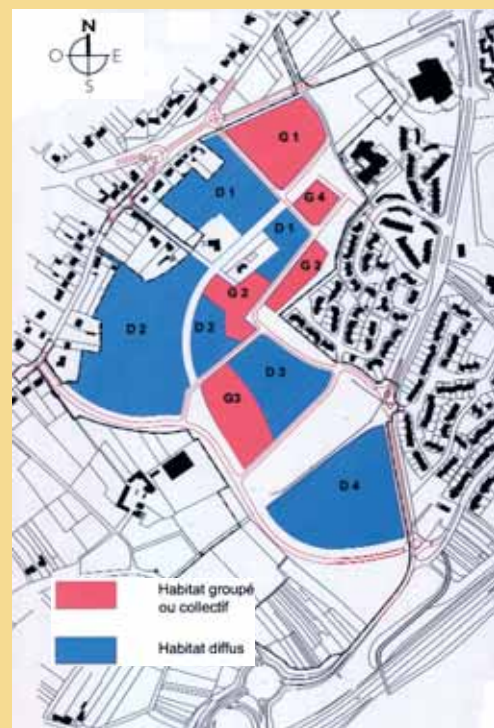 N
O E
S
G 1
D 1
G 4
D 1
G 2
G 2
D 2
D 2
D 3
G3
D 4
Habitat groupé
ou collectif
Habitat diffus